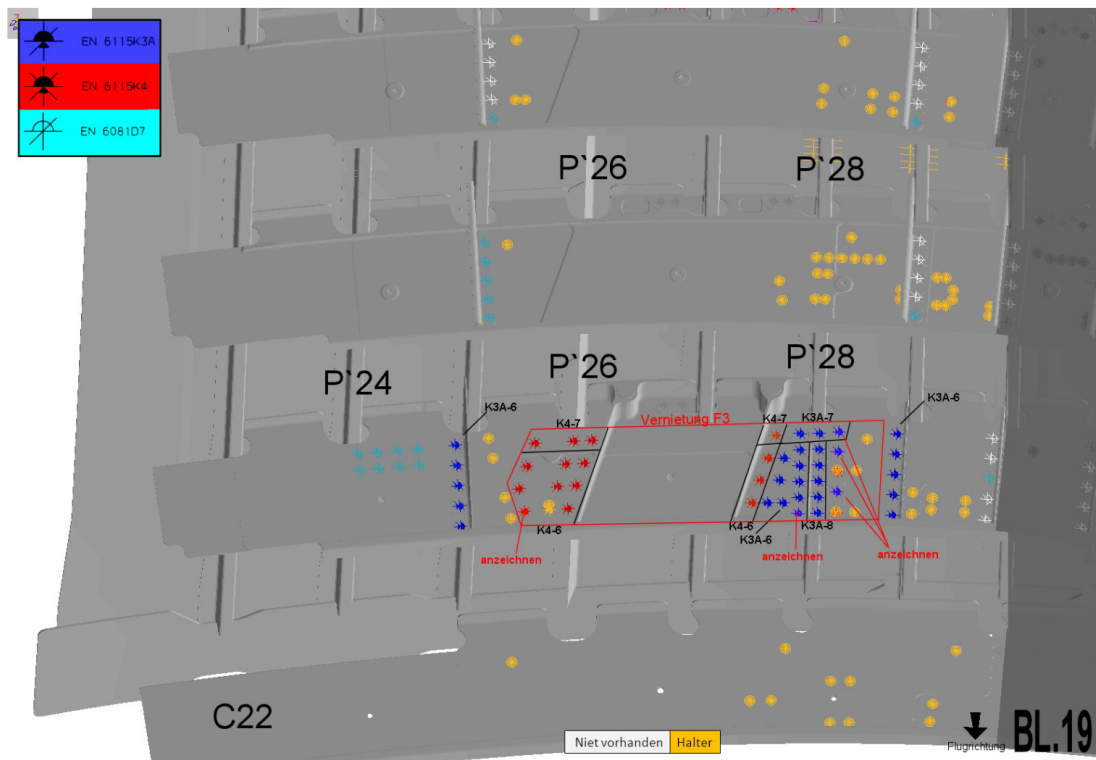 EN 6115K3A
EN 6115K4
EN 6081D7
P`26
P`28
P`24
P`26
P`28
K3A-6
K4-7
Vernietung F3
K4-7
K3A-7
K3A-6
K4-6
K4-6
K3A-6
K3A-8
anzeichnen
anzeichnen
anzeichnen
C22
Niet vorhanden
Halter
Flugrichtung
BL.19